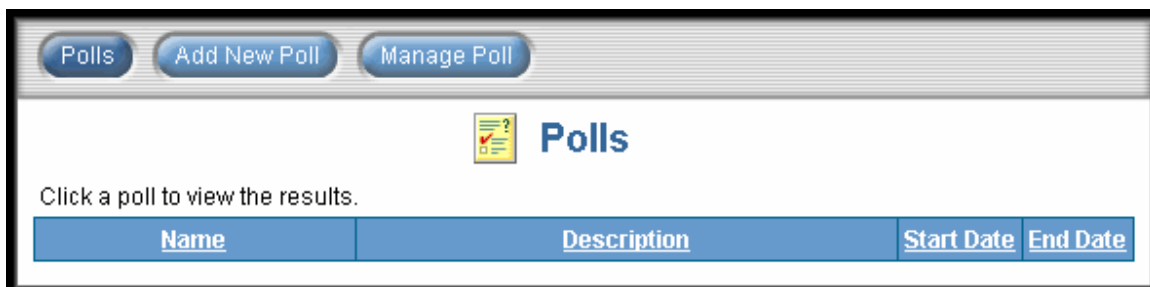 Polls Add New Poll Manage Poll
Polls
Click a poll to view the results.
Name Description Start Date End Date